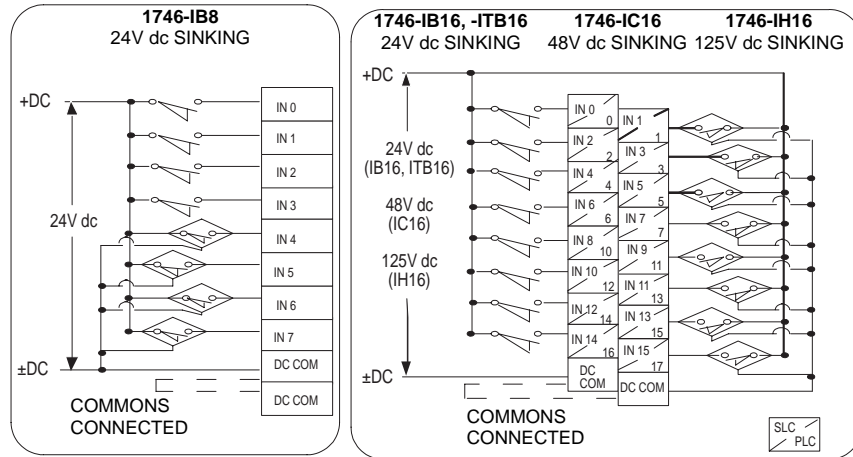 1746-IB8
24V dc SINKING
+DC
IN 0
IN 1
IN 2
IN 3
24V dc
IN 4
IN 5
IN 6
IN 7
±DC
DC COM
DC COM
COMMONS
CONNECTED
1746-IB16, -ITB16 1746-IC16 1746-IH16
24V dc SINKING 48V dc SINKING 125V dc SINKING
+DC
IN 0
0
IN 1
1
IN 2
2
IN 3
3
24V dc
(IB16, ITB16)
IN 4
4
IN 5
5
48V dc
(IC16)
IN 6
6
IN 7
7
IN 8
10
IN 9
11
125V dc
(IH16)
IN 10
12
IN 11
13
IN 12
14
IN 13
15
IN 14
16
IN 15
17
±DC
DC
COM
DC COM
COMMONS
CONNECTED
SLC
PLC